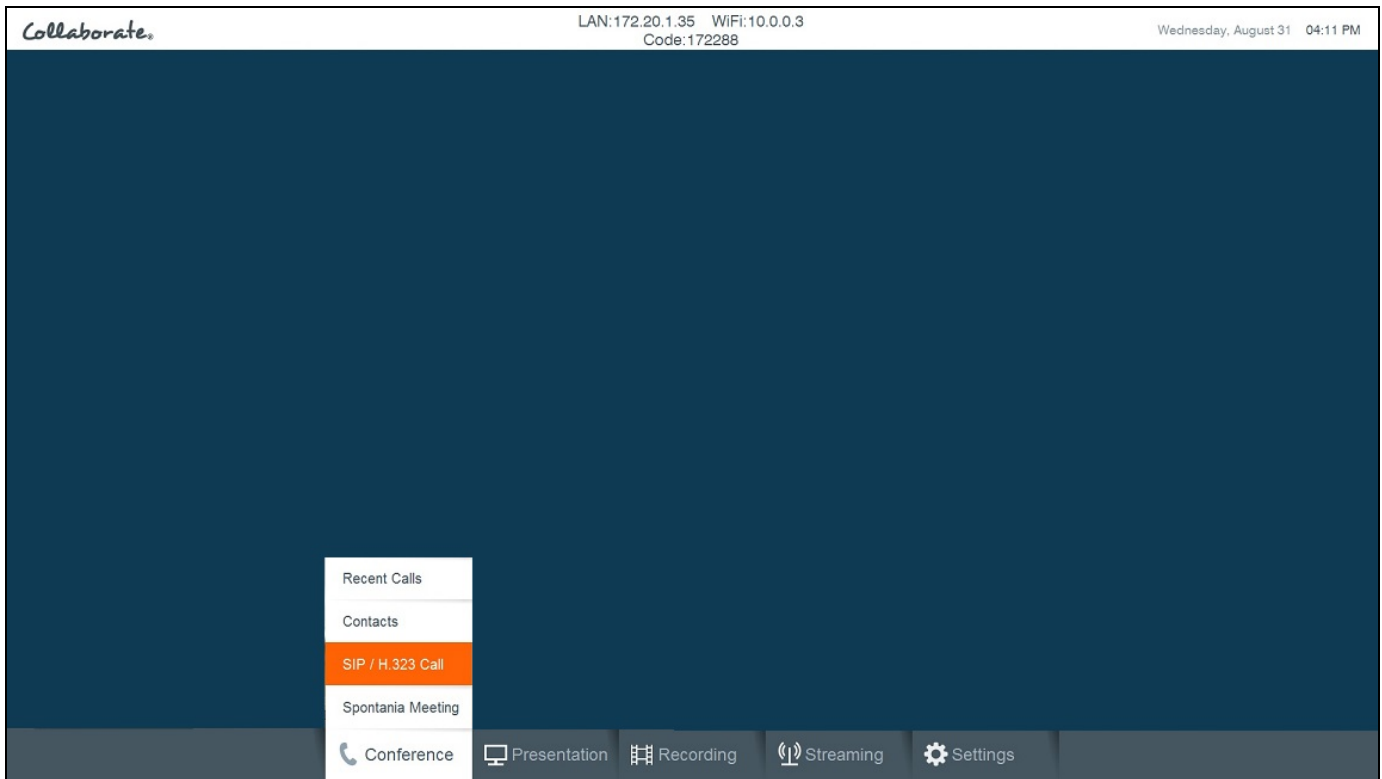 Collaborate®
LAN:172.20.1.35 WiFi:10.0.0.3
Code:172288
Wednesday, August 31 04:11 PM
Recent Calls
Contacts
SIP / H.323 Call
Spontania Meeting
Conference
Presentation
Recording
Streaming
Settings